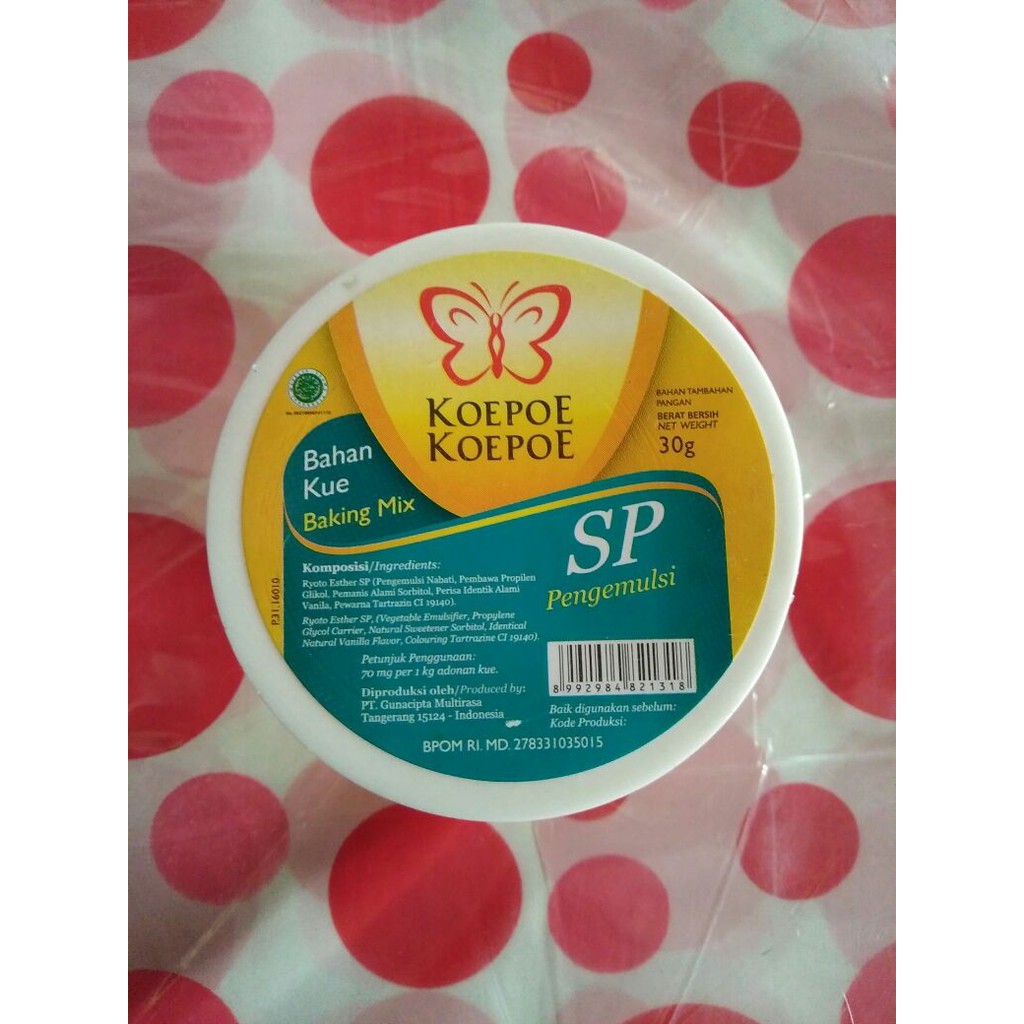 KOEPOE
KOEPOE
BAHAN TAMBAHAN
PANGAN
BERAT BERSIH
NET WEIGHT
30g
Bahan
Kue
Baking Mix
SP
Pengemulsi
Komposisi/Ingredients:
Ryoto Esther SP (Pengemulsi Nabati, Pembawa Propilen
Glikol, Pemanis Alami Sorbitol, Perisa Identik Alami
Vanila, Pewarna Tartrazin CI 19140).
Ryoto Esther SP, (Vegetable Emulsifier, Propylene
Glycol Carrier, Natural Sweetener Sorbitol, Identical
Natural Vanilla Flavor, Colouring Tartrazine CI 19140).
Petunjuk Penggunaan:
70 mg per 1 kg adonan kue.
Diproduksi oleh/Produced by:
PT. Gunacipta Multirasa
Tangerang 15124 - Indonesia
8 992984 821318
Baik digunakan sebelum:
Kode Produksi:
BPOM RI. MD. 278331035015
P.31.16010